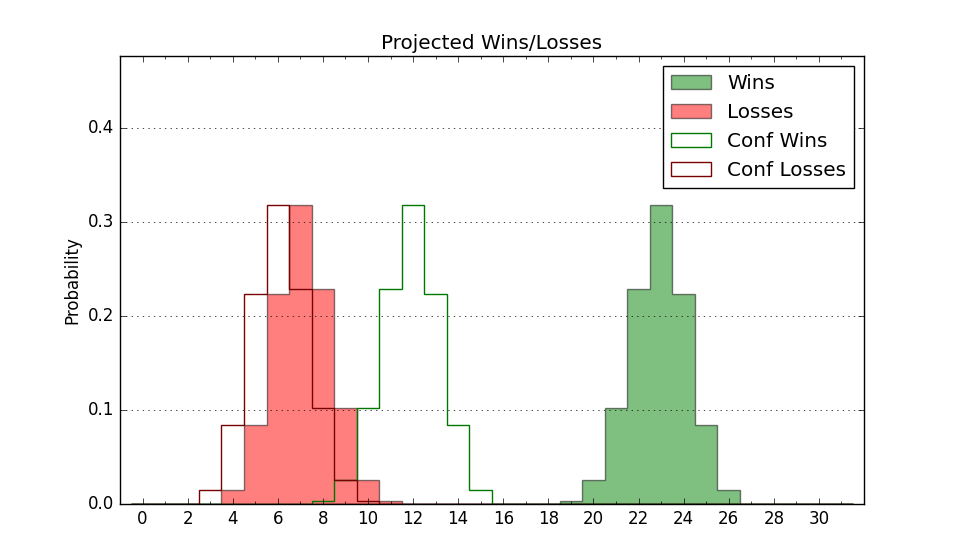 Projected Wins/Losses
Wins
Losses
Conf Wins
Conf Losses
Probability
0.4
0.3
0.2
0.1
0.0
0 2 4 6 8 10 12 14 16 18 20 22 24 26 28 30